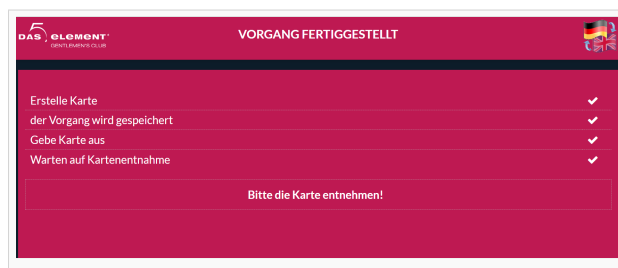 5
DAS ELEMENT
GENTLEMEN'S CLUB
VORGANG FERTIGGESTELLT
Erstelle Karte
der Vorgang wird gespeichert
Gebe Karte aus
Warten auf Kartenentnahme
Bitte die Karte entnehmen!